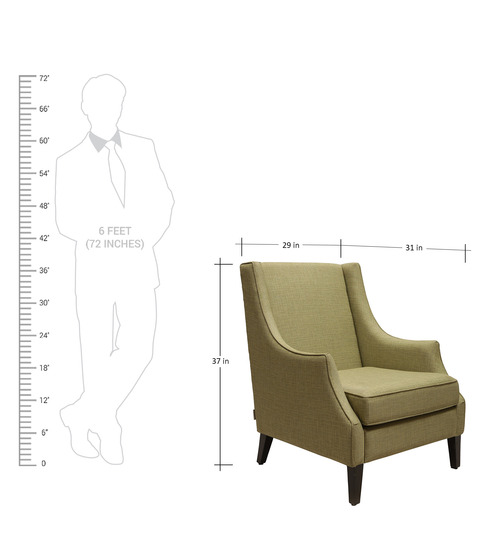 72"
66"
60"
54"
48"
6 FEET
(72 INCHES)
42"
36"
30"
24"
18"
12"
6"
0
29 in
31 in
37 in